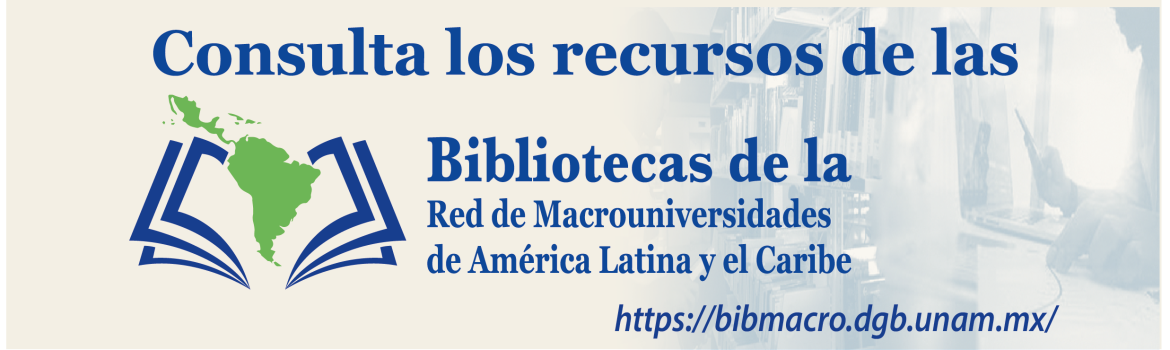 Consulta los recursos de las
Bibliotecas de la
Red de Macrouniversidades
de América Latina y el Caribe
https://bibmacro.dgb.unam.mx/